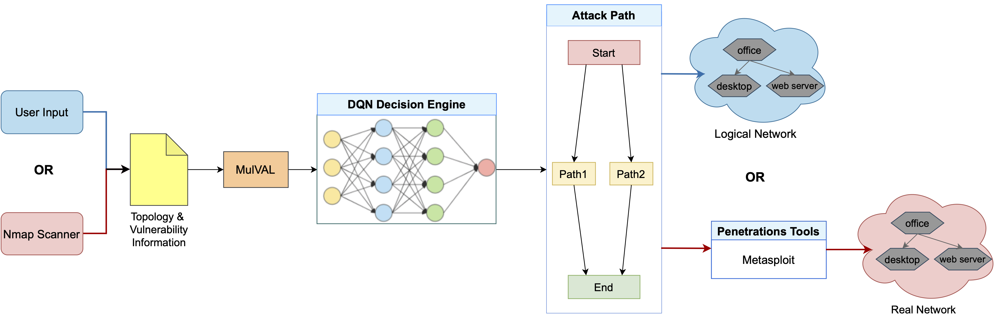 User Input
OR
Nmap Scanner
Topology &
Vulnerability
Information
MulVAL
DQN Decision Engine
Attack Path
Start
Path1
Path2
End
office
desktop
web server
Logical Network
OR
Penetrations Tools
Metasploit
office
desktop
web server
Real Network